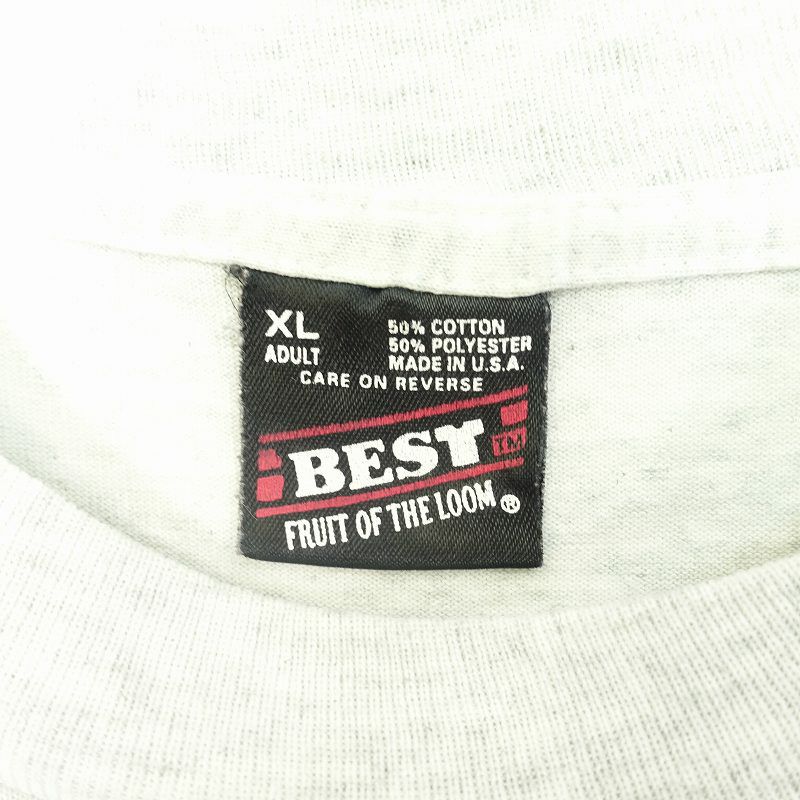 XL
ADULT
50% COTTON
50% POLYESTER
MADE IN U.S.A.
CARE ON REVERSE
BEST TM
FRUIT OF THE LOOM ®